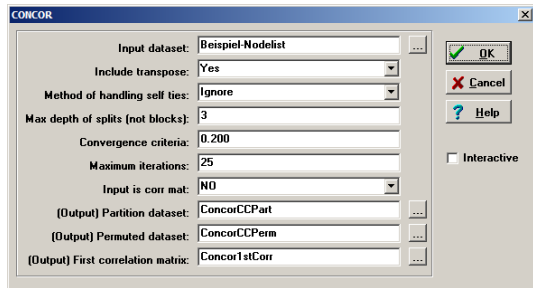 CONCOR
Input dataset: Beispiel-Nodelist ...
OK
Include transpose: Yes
Method of handling self ties: Ignore
Cancel
Max depth of splits (not blocks): 3
Help
Convergence criteria: 0.200
Maximum iterations: 25
Interactive
Input is corr mat: NO
(Output) Partition dataset: ConcorCCPart ...
(Output) Permuted dataset: ConcorCCPerm ...
(Output) First correlation matrix: Concor1stCorr ...